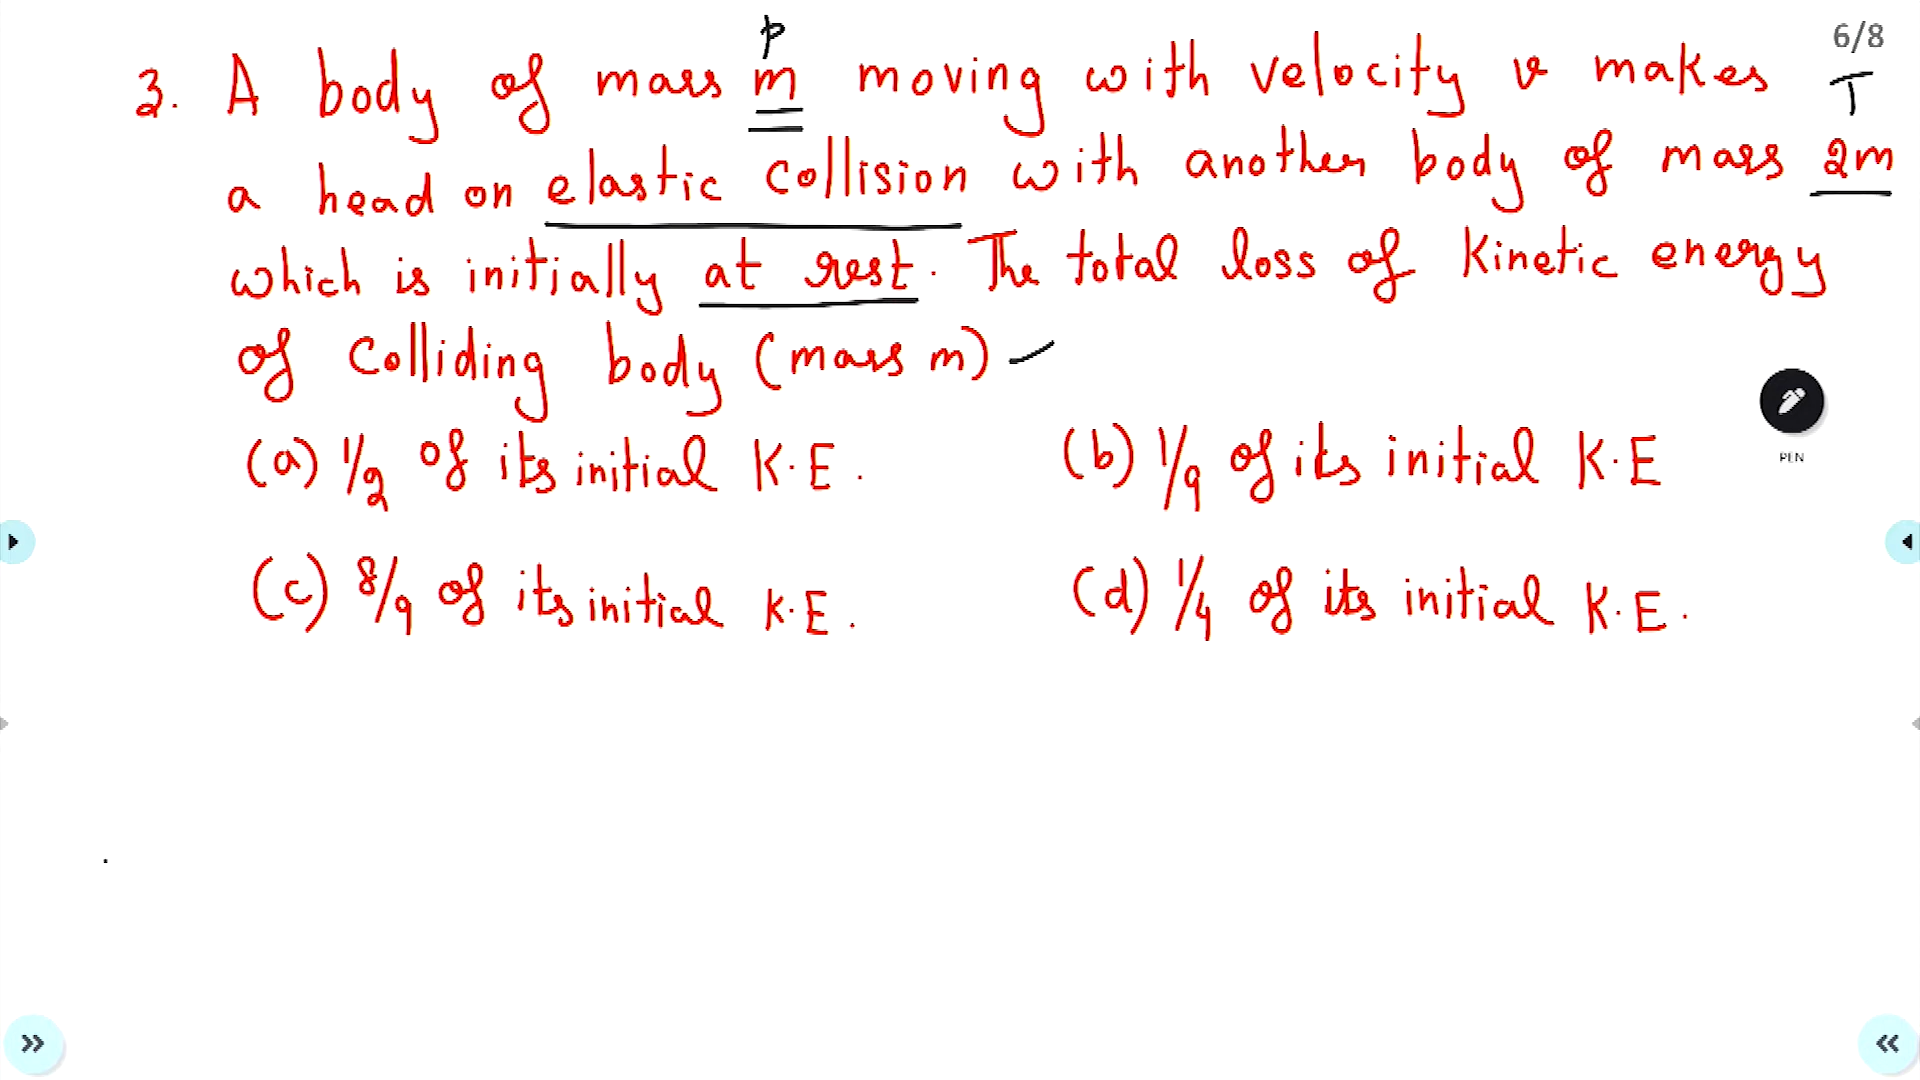 p
6/8
3. A body of mass m moving with velocity v makes
T
a head on elastic collision with another body of mass 2m
which is initially at rest. The total loss of Kinetic energy
of Colliding body (mass m) –
(a) 1/2 of its initial K.E.
(b) 1/9 of its initial K.E
PEN
(c) 8/9 of its initial K.E.
(d) 1/4 of its initial K.E.